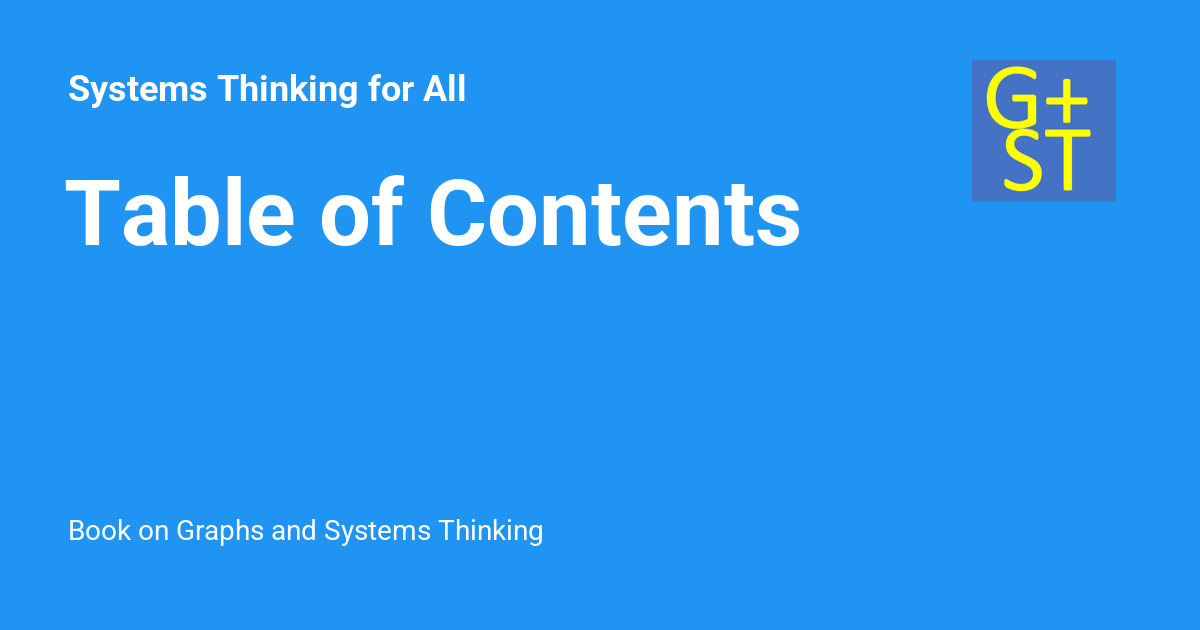 Systems Thinking for All
G+
ST
Table of Contents
Book on Graphs and Systems Thinking